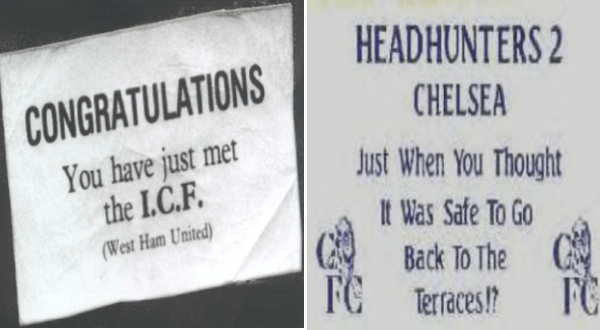 CONGRATULATIONS
You have just met
the I.C.F.
(West Ham United)
HEADHUNTERS 2
CHELSEA
Just When You Thought
It Was Safe To Go
Back To The
Terraces!?
C
FC
C
FC